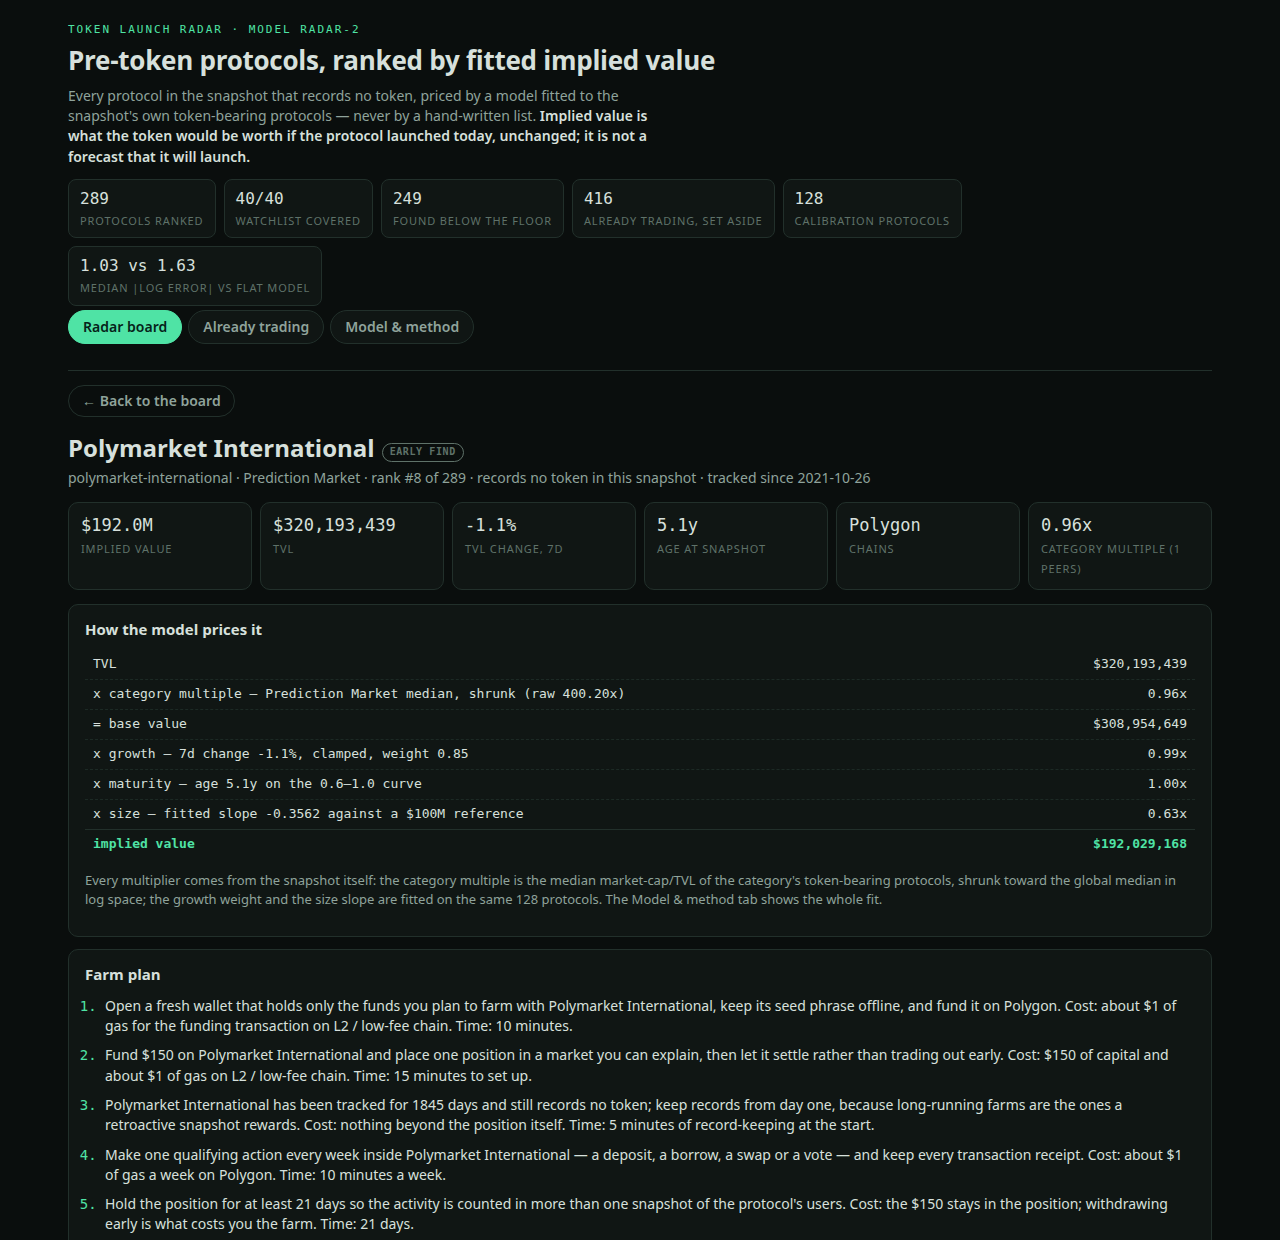 TOKEN LAUNCH RADAR · MODEL RADAR-2
Pre-token protocols, ranked by fitted implied value
Every protocol in the snapshot that records no token, priced by a model fitted to the
snapshot's own token-bearing protocols — never by a hand-written list. Implied value is
what the token would be worth if the protocol launched today, unchanged; it is not a
forecast that it will launch.
289
PROTOCOLS RANKED
40/40
WATCHLIST COVERED
249
FOUND BELOW THE FLOOR
416
ALREADY TRADING, SET ASIDE
128
CALIBRATION PROTOCOLS
1.03 vs 1.63
MEDIAN |LOG ERROR| VS FLAT MODEL
Radar board
Already trading
Model & method
← Back to the board
Polymarket International EARLY FIND
polymarket-international · Prediction Market · rank #8 of 289 · records no token in this snapshot · tracked since 2021-10-26
$192.0M
IMPLIED VALUE
$320,193,439
TVL
-1.1%
TVL CHANGE, 7D
5.1y
AGE AT SNAPSHOT
Polygon
CHAINS
0.96x
CATEGORY MULTIPLE (1
PEERS)
How the model prices it
TVL $320,193,439
x category multiple — Prediction Market median, shrunk (raw 400.20x) 0.96x
= base value $308,954,649
x growth — 7d change -1.1%, clamped, weight 0.85 0.99x
x maturity — age 5.1y on the 0.6–1.0 curve 1.00x
x size — fitted slope -0.3562 against a $100M reference 0.63x
implied value $192,029,168
Every multiplier comes from the snapshot itself: the category multiple is the median market-cap/TVL of the category's token-bearing protocols, shrunk toward the global median in
log space; the growth weight and the size slope are fitted on the same 128 protocols. The Model & method tab shows the whole fit.
Farm plan
1. Open a fresh wallet that holds only the funds you plan to farm with Polymarket International, keep its seed phrase offline, and fund it on Polygon. Cost: about $1 of
gas for the funding transaction on L2 / low-fee chain. Time: 10 minutes.
2. Fund $150 on Polymarket International and place one position in a market you can explain, then let it settle rather than trading out early. Cost: $150 of capital and
about $1 of gas on L2 / low-fee chain. Time: 15 minutes to set up.
3. Polymarket International has been tracked for 1845 days and still records no token; keep records from day one, because long-running farms are the ones a
retroactive snapshot rewards. Cost: nothing beyond the position itself. Time: 5 minutes of record-keeping at the start.
4. Make one qualifying action every week inside Polymarket International — a deposit, a borrow, a swap or a vote — and keep every transaction receipt. Cost: about $1
of gas a week on Polygon. Time: 10 minutes a week.
5. Hold the position for at least 21 days so the activity is counted in more than one snapshot of the protocol's users. Cost: the $150 stays in the position; withdrawing
early is what costs you the farm. Time: 21 days.